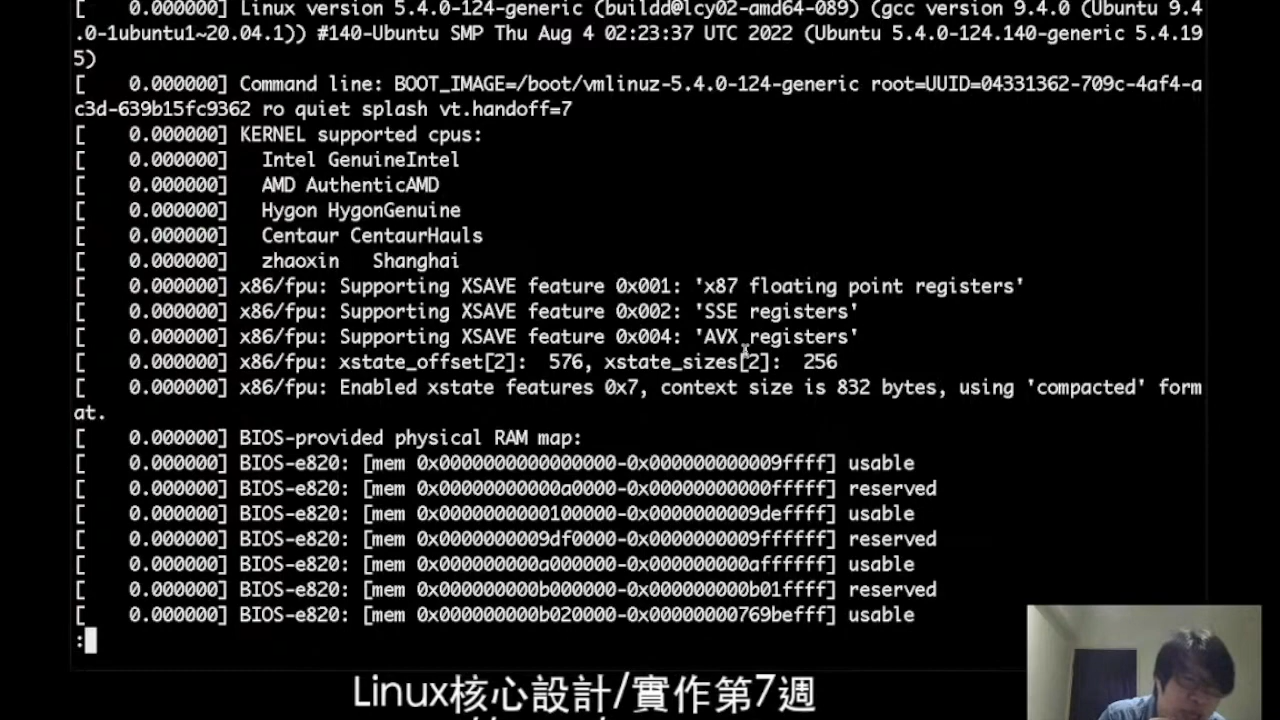 [    0.000000] Linux version 5.4.0-124-generic (buildd@lcy02-amd64-089) (gcc version 9.4.0 (Ubuntu 9.4
.0-1ubuntu1~20.04.1)) #140-Ubuntu SMP Thu Aug 4 02:23:37 UTC 2022 (Ubuntu 5.4.0-124.140-generic 5.4.19
5)
[    0.000000] Command line: BOOT_IMAGE=/boot/vmlinuz-5.4.0-124-generic root=UUID=04331362-709c-4af4-a
c3d-639b15fc9362 ro quiet splash vt.handoff=7
[    0.000000] KERNEL supported cpus:
[    0.000000]   Intel GenuineIntel
[    0.000000]   AMD AuthenticAMD
[    0.000000]   Hygon HygonGenuine
[    0.000000]   Centaur CentaurHauls
[    0.000000]   zhaoxin   Shanghai
[    0.000000] x86/fpu: Supporting XSAVE feature 0x001: 'x87 floating point registers'
[    0.000000] x86/fpu: Supporting XSAVE feature 0x002: 'SSE registers'
[    0.000000] x86/fpu: Supporting XSAVE feature 0x004: 'AVX registers'
[    0.000000] x86/fpu: xstate_offset[2]:  576, xstate_sizes[2]:  256
[    0.000000] x86/fpu: Enabled xstate features 0x7, context size is 832 bytes, using 'compacted' form
at.
[    0.000000] BIOS-provided physical RAM map:
[    0.000000] BIOS-e820: [mem 0x0000000000000000-0x000000000009ffff] usable
[    0.000000] BIOS-e820: [mem 0x00000000000a0000-0x00000000000fffff] reserved
[    0.000000] BIOS-e820: [mem 0x0000000000100000-0x0000000009deffff] usable
[    0.000000] BIOS-e820: [mem 0x0000000009df0000-0x0000000009ffffff] reserved
[    0.000000] BIOS-e820: [mem 0x000000000a000000-0x000000000affffff] usable
[    0.000000] BIOS-e820: [mem 0x000000000b000000-0x000000000b01ffff] reserved
[    0.000000] BIOS-e820: [mem 0x000000000b020000-0x00000000769befff] usable
:
Linux核心設計/實作第7週